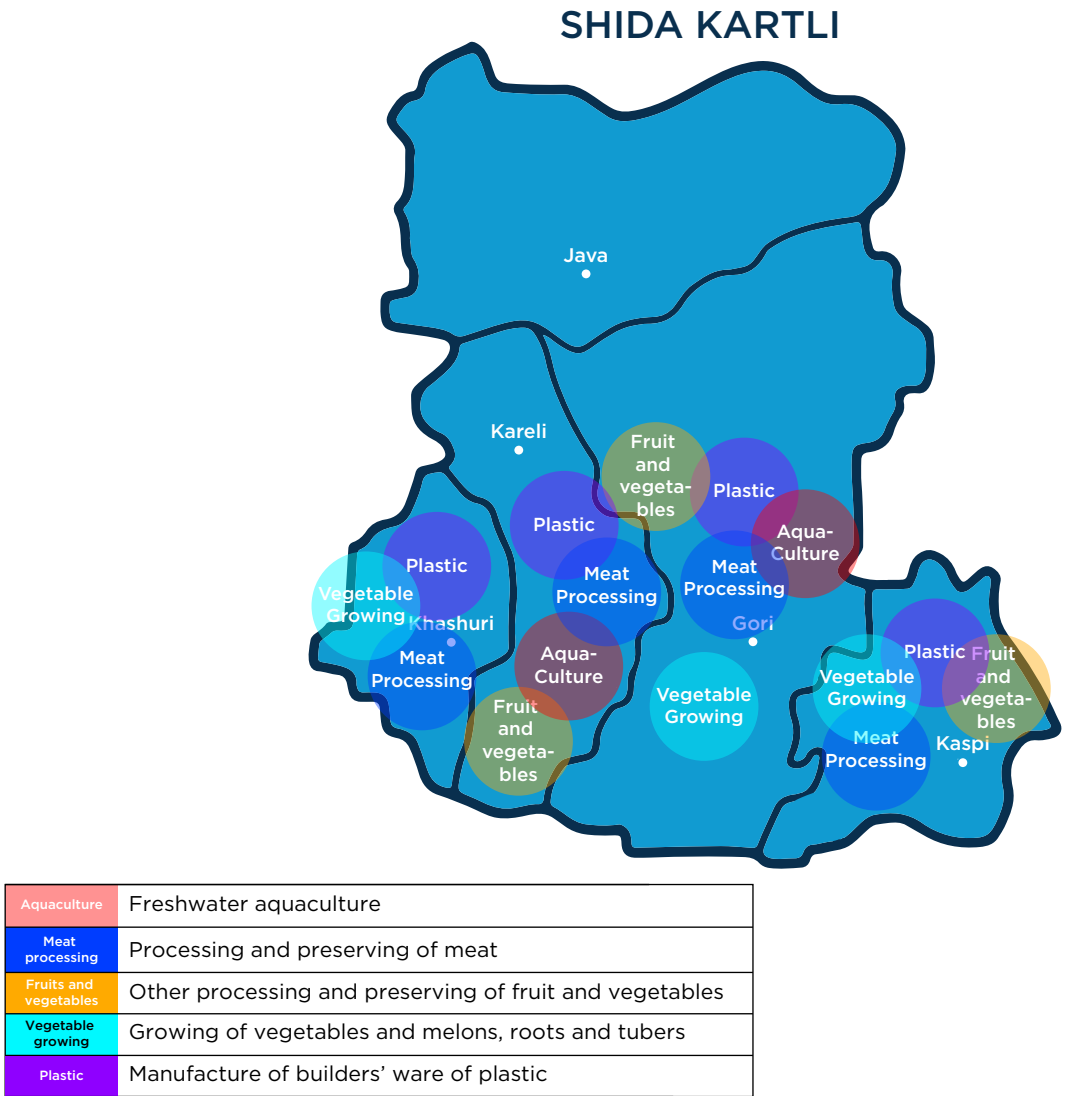 SHIDA KARTLI
Java
Kareli
Fruit
and
vegeta-
bles
Plastic
Plastic
Aqua-
Culture
Plastic
Meat
Processing
Meat
Processing
Vegetable
Growing
Khashuri
Gori
Meat
Processing
Aqua-
Culture
Vegetable
Growing
Plastic
Fruit
and
vegeta-
bles
Vegetable
Growing
Fruit
and
vegeta-
bles
Meat
Processing
Kaspi
Aquaculture Freshwater aquaculture
Meat
processing
Processing and preserving of meat
Fruits and
vegetables
Other processing and preserving of fruit and vegetables
Vegetable
growing
Growing of vegetables and melons, roots and tubers
Plastic Manufacture of builders’ ware of plastic